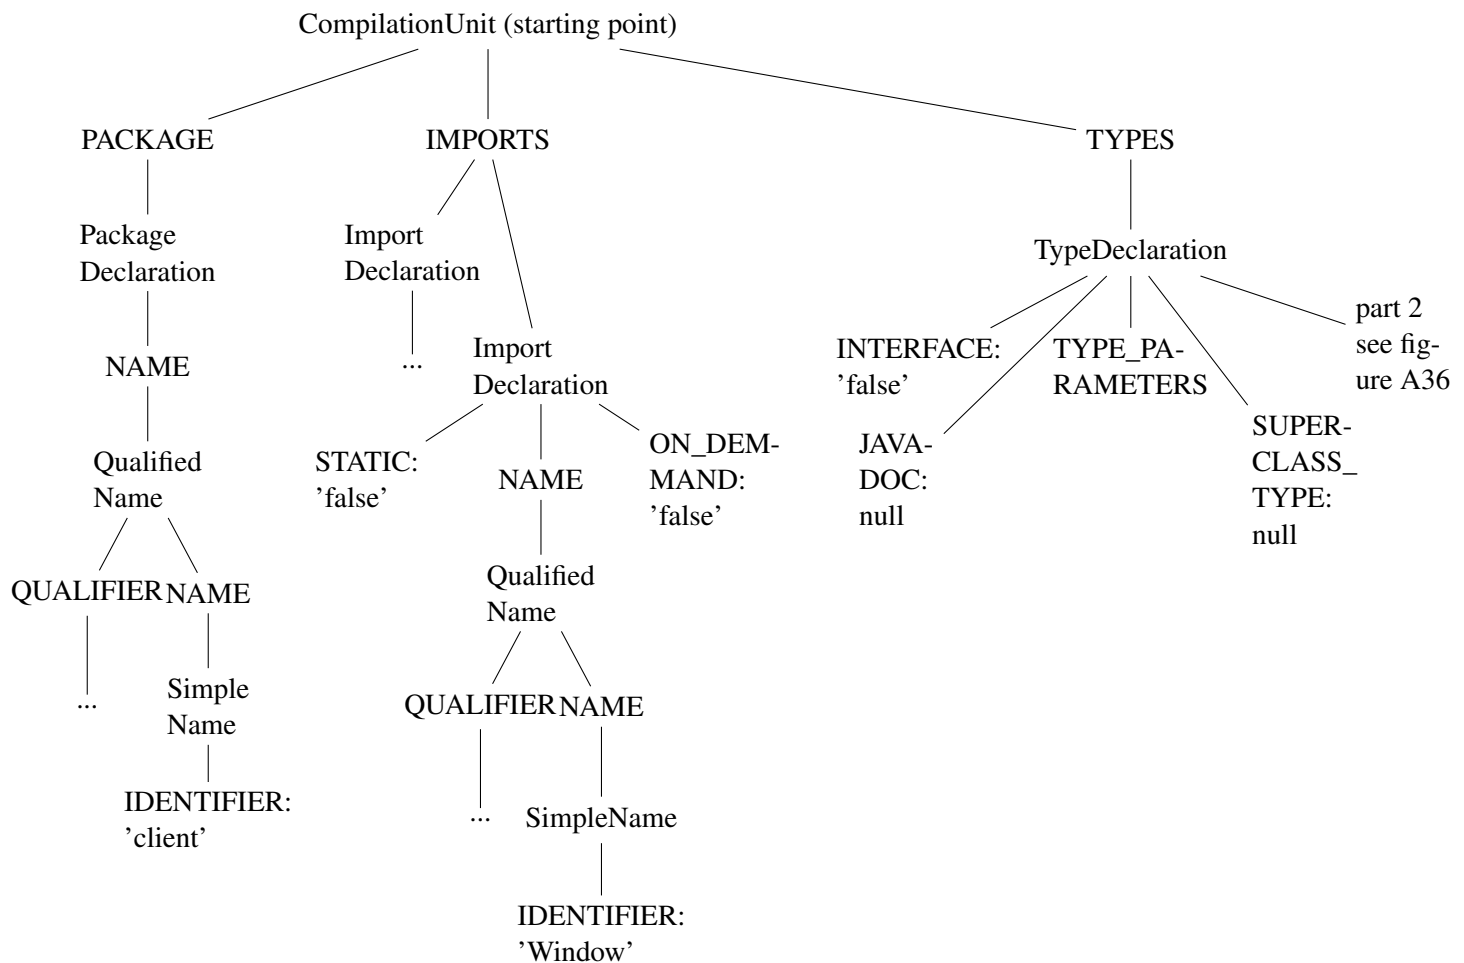 CompilationUnit (starting point)
PACKAGE
IMPORTS
TYPES
Package
Declaration
Import
Declaration
TypeDeclaration
part 2
see fig-
ure A36
NAME
...
Import
Declaration
INTERFACE:
’false’
TYPE_PA-
RAMETERS
Qualified
Name
STATIC:
’false’
NAME
ON_DEM-
MAND:
’false’
JAVA-
DOC:
null
SUPER-
CLASS_
TYPE:
null
QUALIFIER
NAME
Qualified
Name
...
Simple
Name
QUALIFIER
NAME
IDENTIFIER:
’client’
...
SimpleName
IDENTIFIER:
’Window’